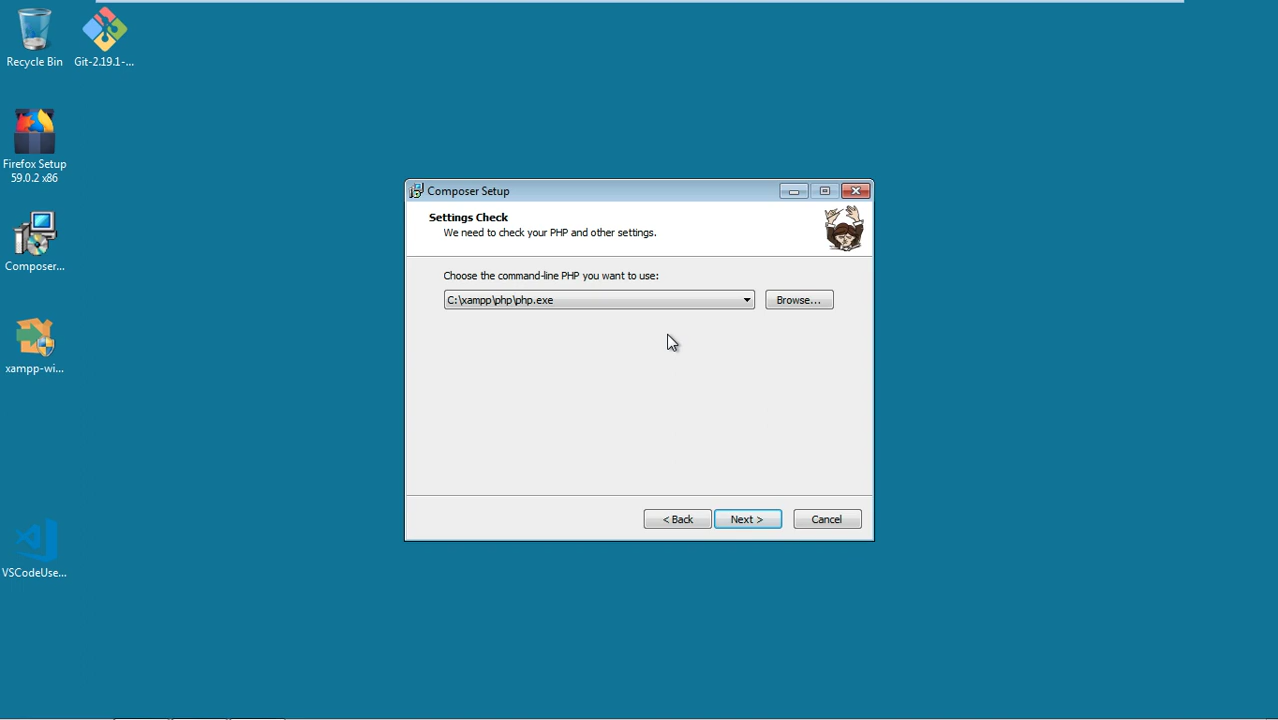 Recycle Bin
Git-2.19.1-...
Firefox Setup
59.0.2 x86
Composer...
xampp-wi...
VSCodeUse...
Composer Setup
Settings Check
We need to check your PHP and other settings.
Choose the command-line PHP you want to use:
C:\xampp\php\php.exe
Browse...
< Back
Next >
Cancel